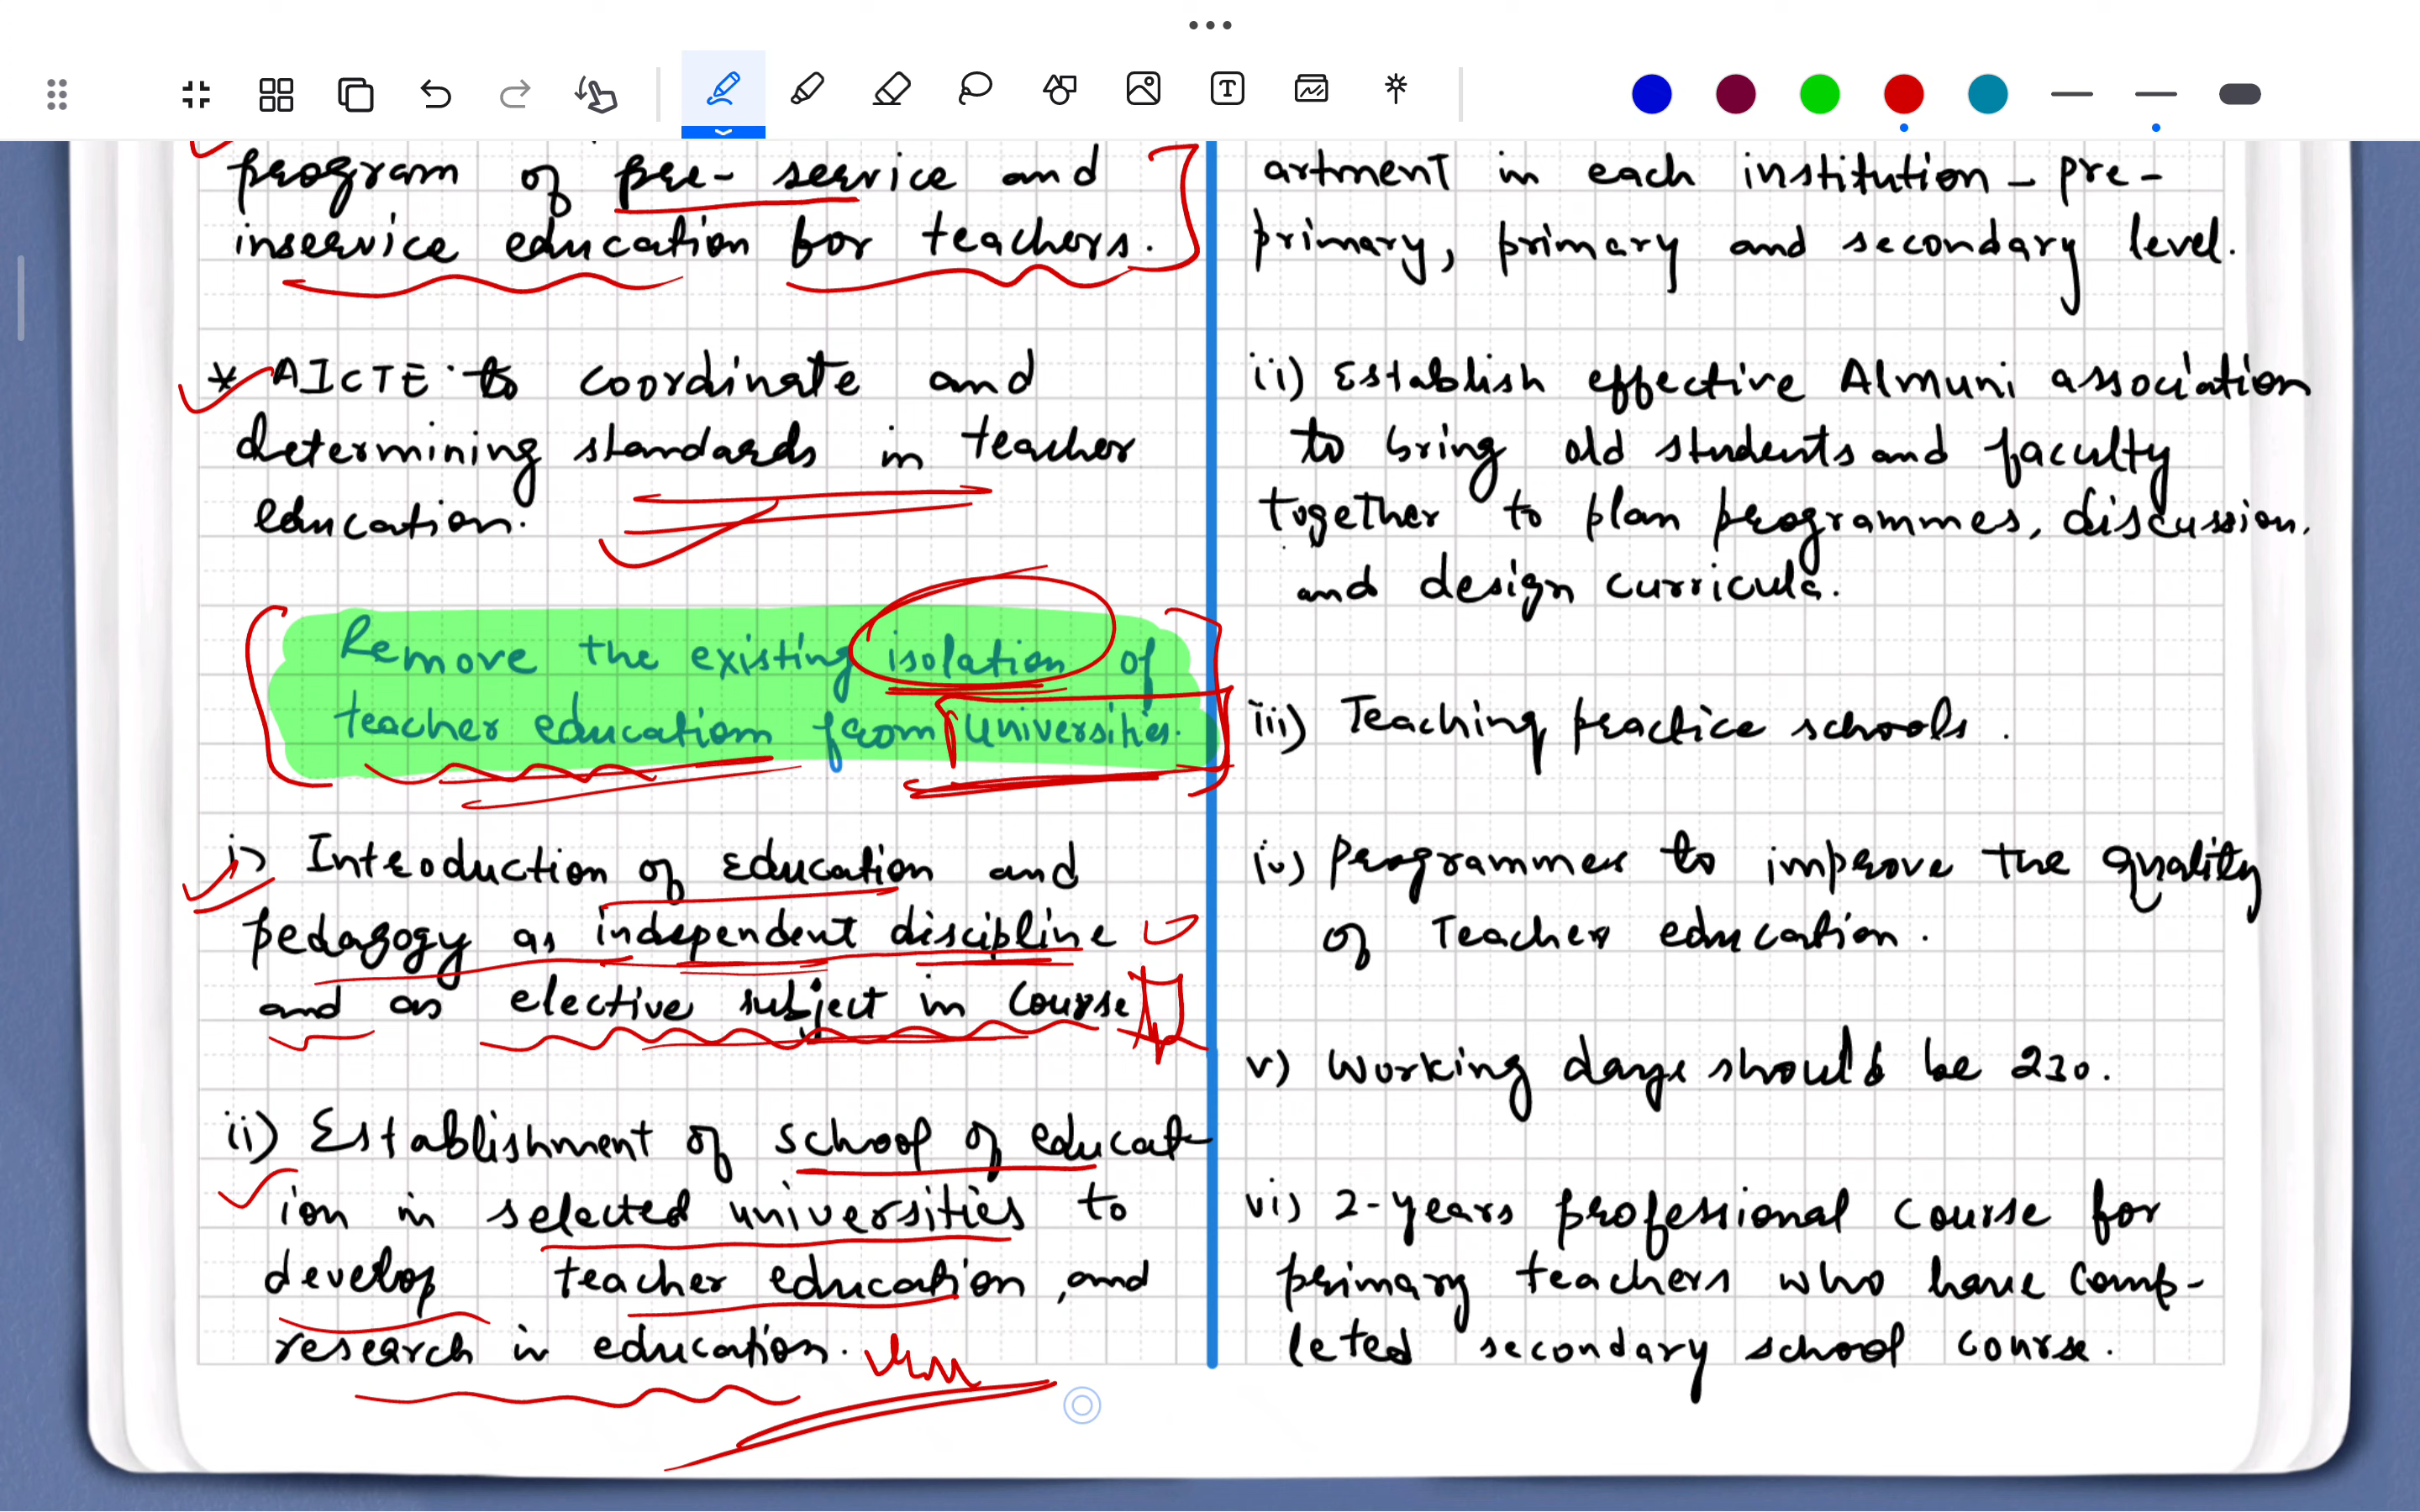 program of pre- service and
inservice education for teachers.
* AICTE to coordinate and
determining standards in teacher
education.
Remove the existing isolation of
teacher education from universities.
i) Introduction of Education and
pedagogy as independent discipline
and as elective subject in course
ii) Establishment of school of educat-
ion in selected universities to
develop teacher education, and
research in education.
artment in each institution - pre-
primary, primary and secondary level.
ii) Establish effective Almuni association
to bring old students and faculty
together to plan programmes, discussion.
and design curricula.
iii) Teaching practice schools.
iv) Programmes to improve the quality
of Teacher education.
v) Working days should be 230.
vi) 2-years professional course for
primary teachers who have comp-
leted secondary school course.